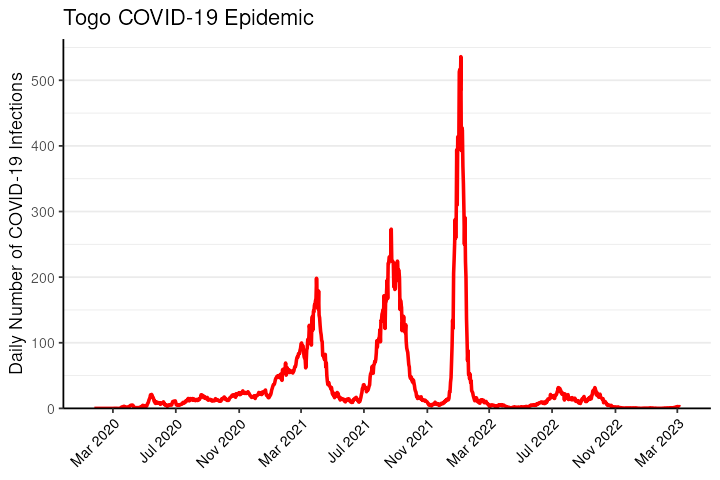 Togo COVID-19 Epidemic
Daily Number of COVID-19 Infections
500
400
300
200
100
0
Mar 2020
Jul 2020
Nov 2020
Mar 2021
Jul 2021
Nov 2021
Mar 2022
Jul 2022
Nov 2022
Mar 2023